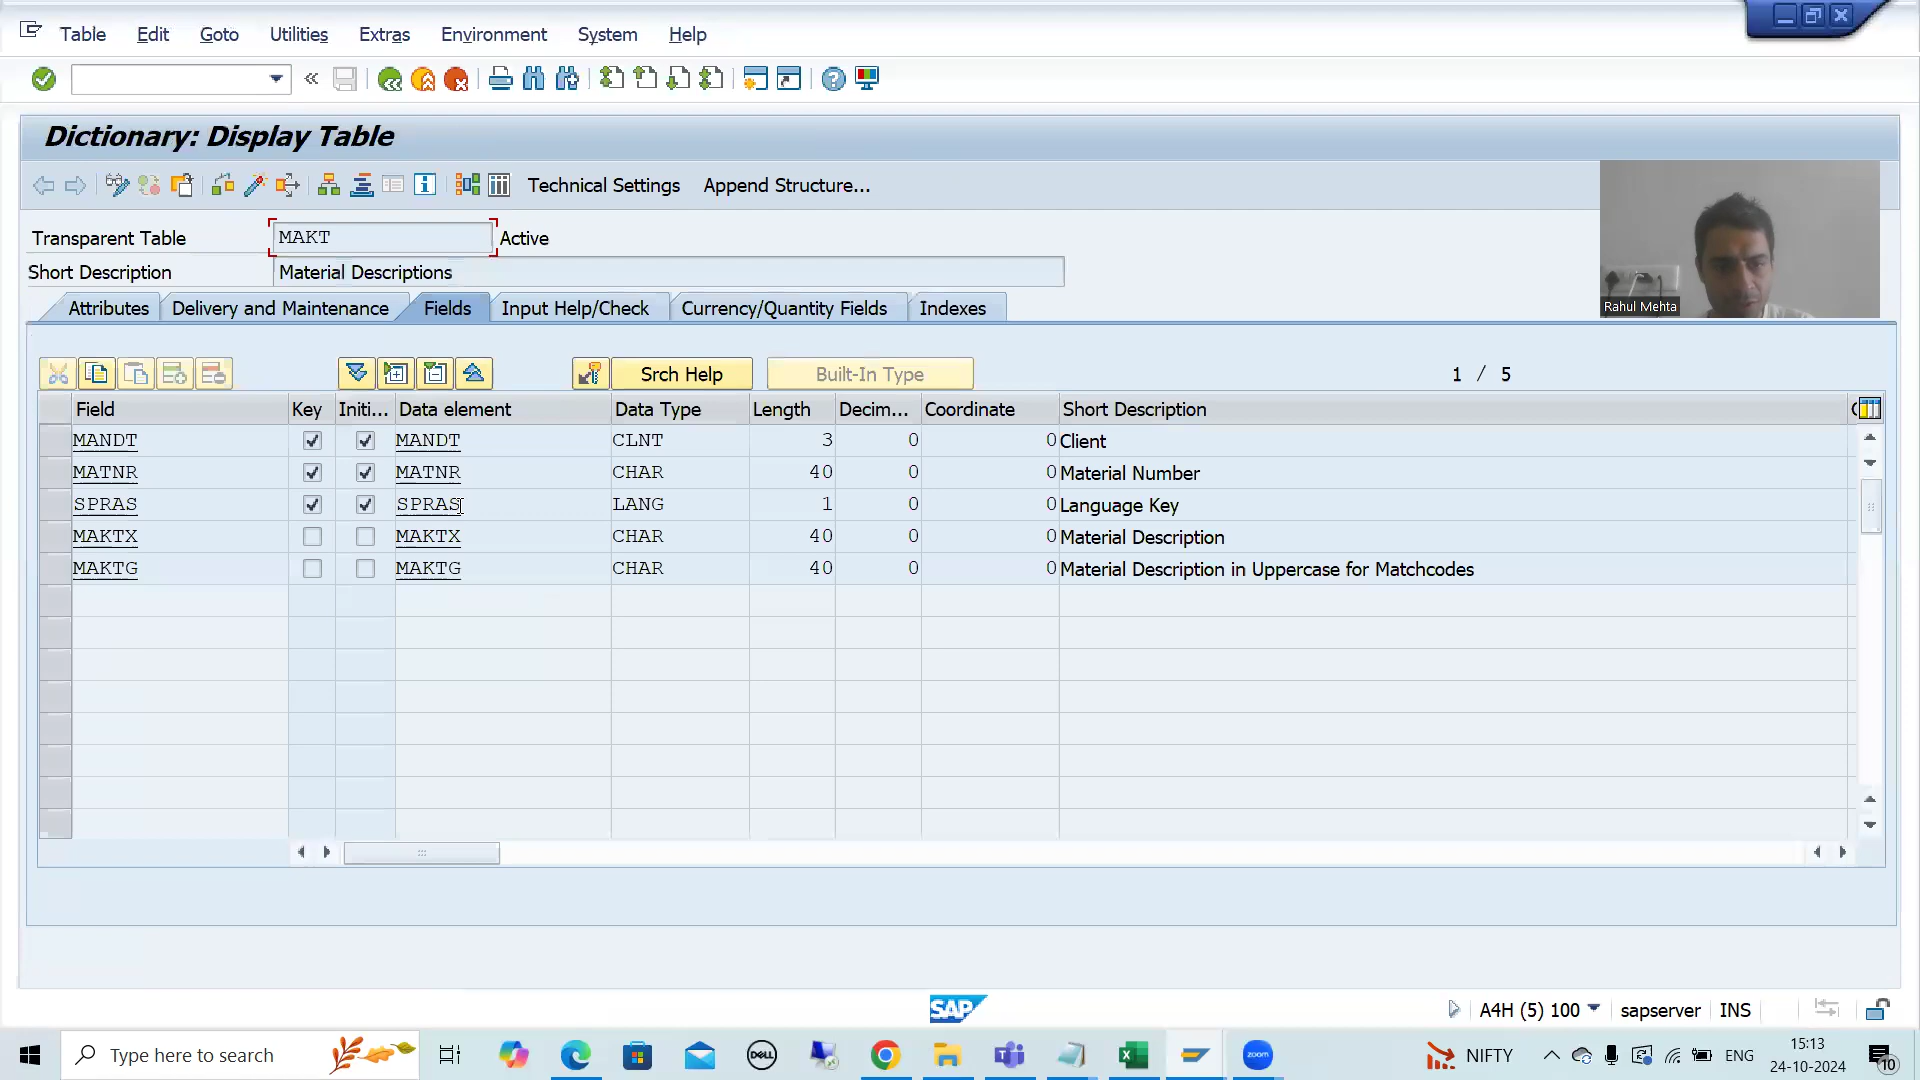 Table Edit Goto Utilities Extras Environment System Help
Dictionary: Display Table
Technical Settings Append Structure...
Transparent Table MAKT Active
Short Description Material Descriptions
Attributes Delivery and Maintenance Fields Input Help/Check Currency/Quantity Fields Indexes
Srch Help Built-In Type 1 / 5
Field Key Initi... Data element Data Type Length Decim... Coordinate Short Description
MANDT MANDT CLNT 3 0 0 Client
MATNR MATNR CHAR 40 0 0 Material Number
SPRAS SPRAS LANG 1 0 0 Language Key
MAKTX MAKTX CHAR 40 0 0 Material Description
MAKTG MAKTG CHAR 40 0 0 Material Description in Uppercase for Matchcodes
Rahul Mehta
SAP
A4H (5) 100 sapserver INS
Type here to search
DELL
zoom
NIFTY
ENG
15:13
24-10-2024
10